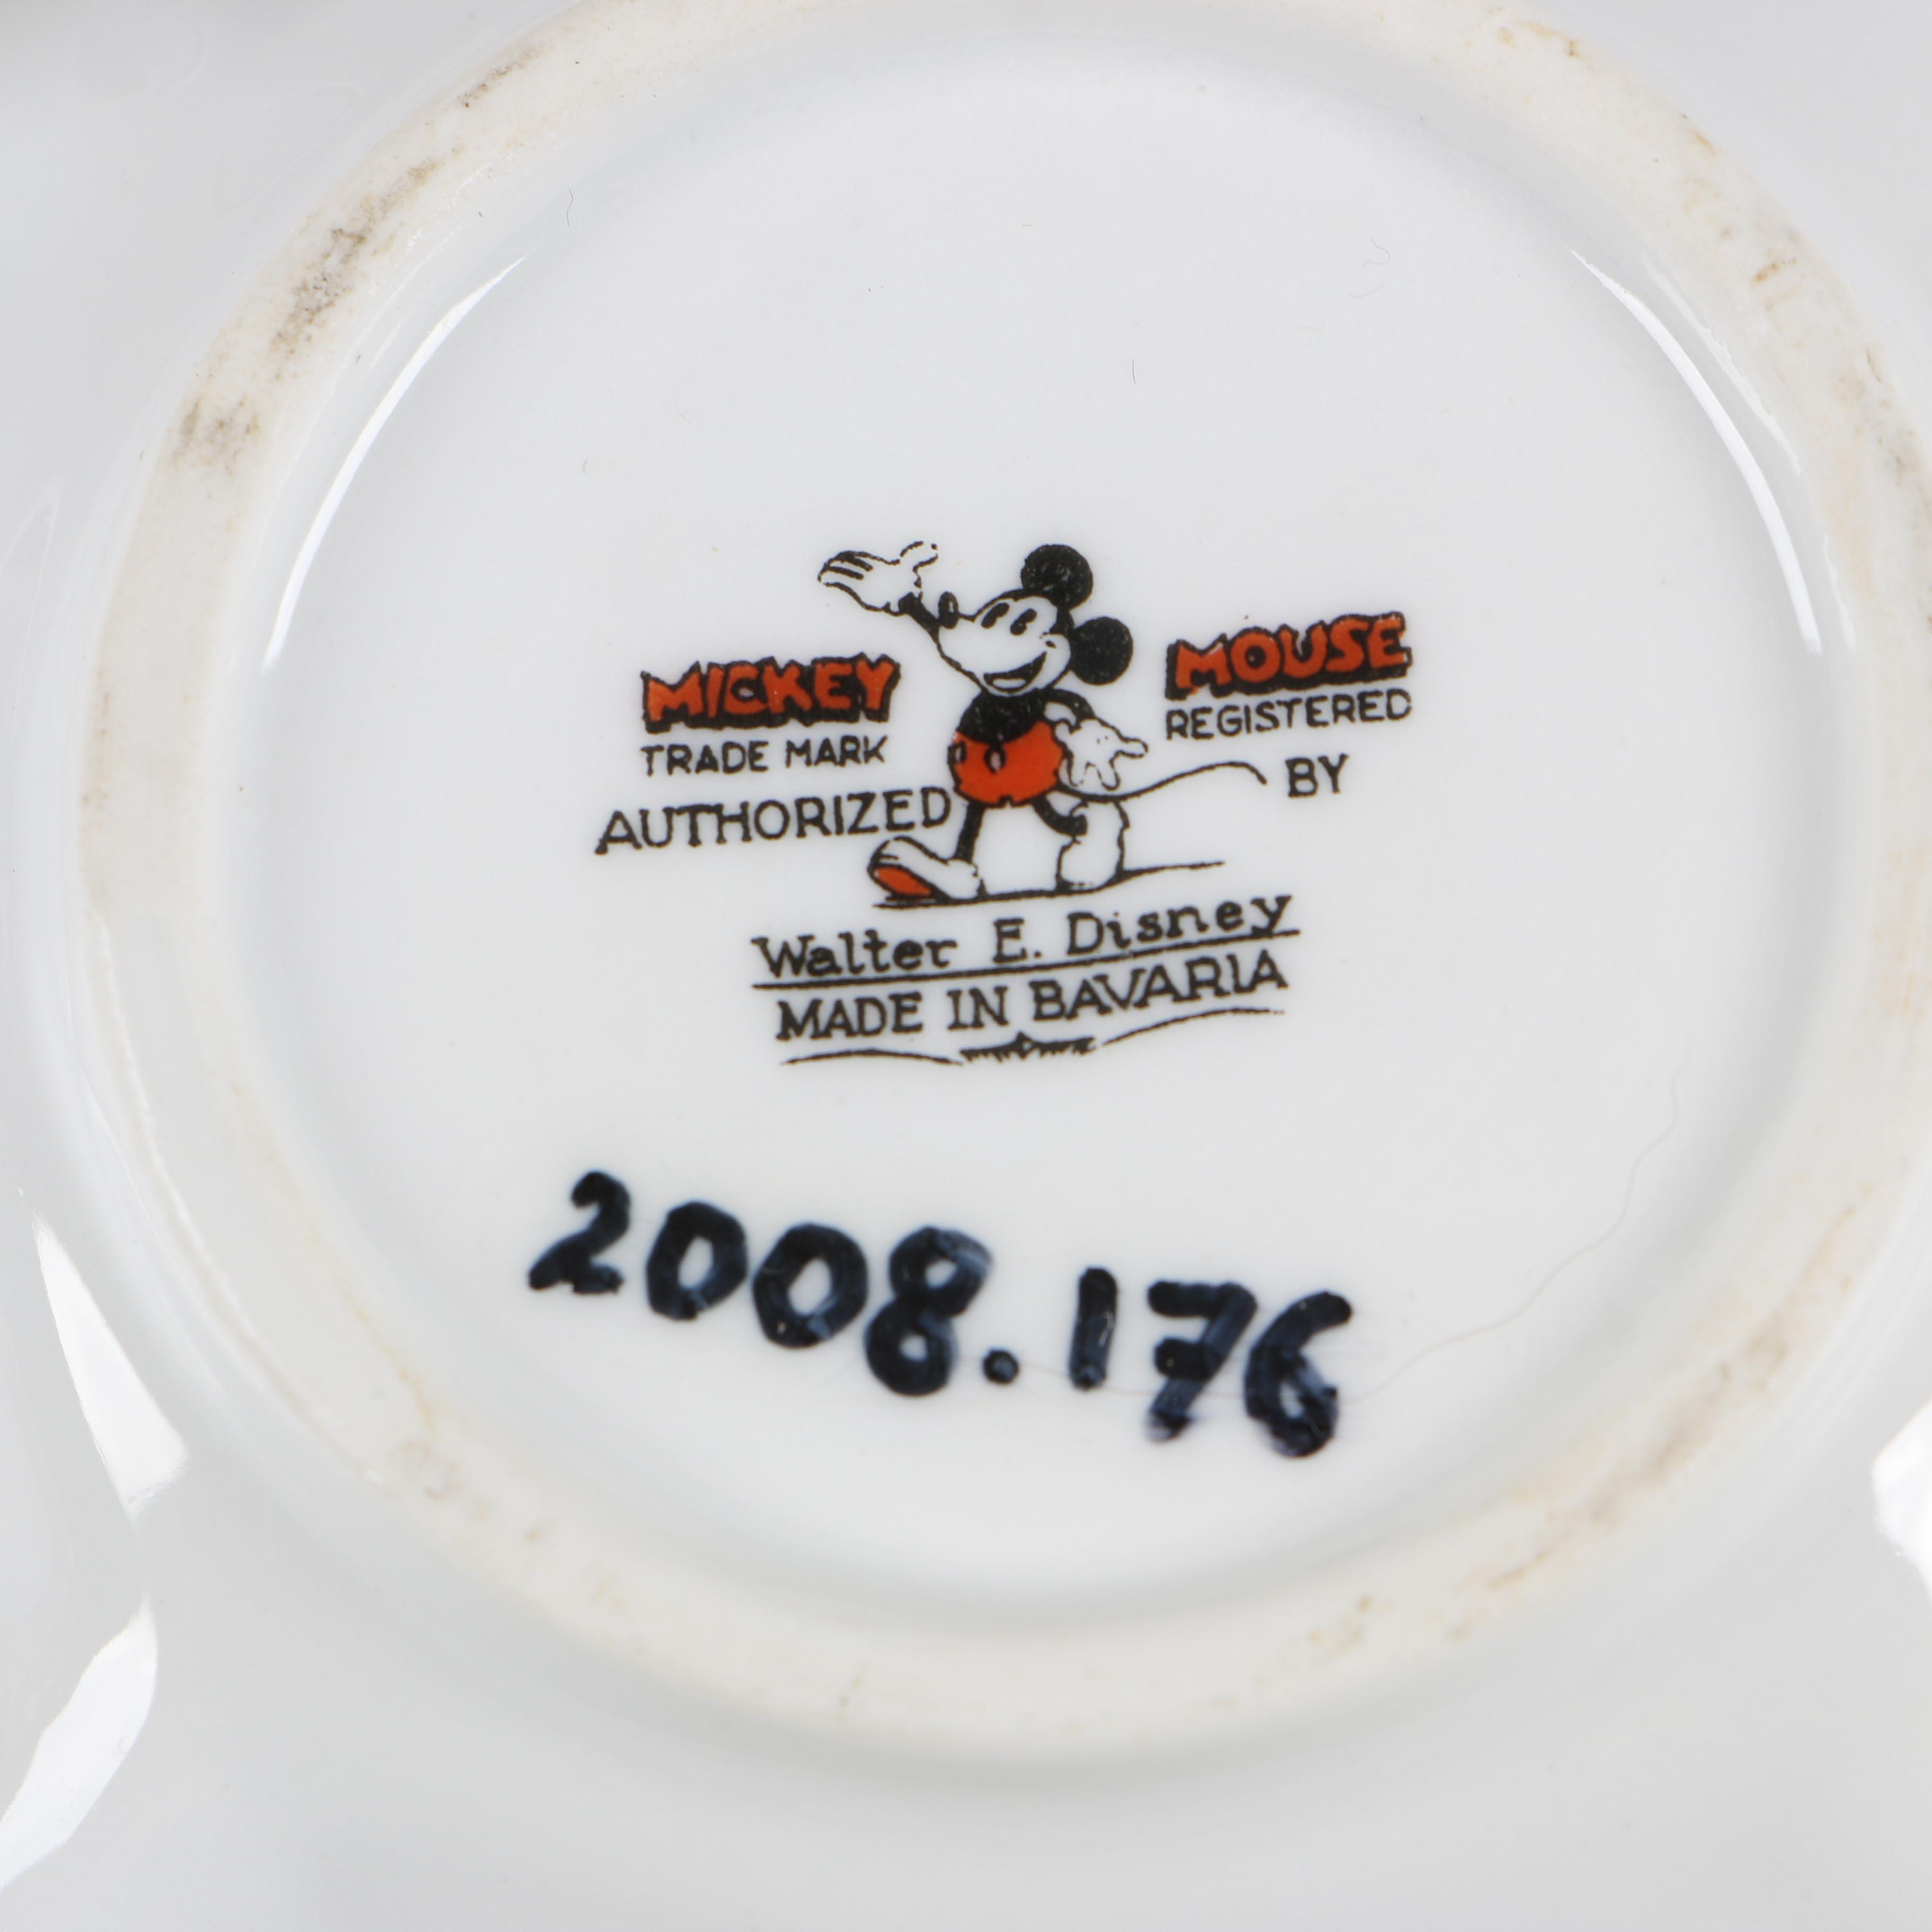 MICKEY MOUSE
TRADE MARK REGISTERED
AUTHORIZED BY
Walter E. Disney
MADE IN BAVARIA
2008.176